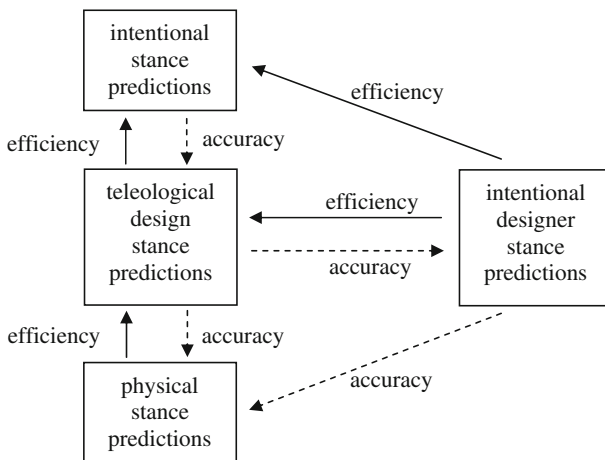 intentional
stance
predictions
efficiency
efficiency
accuracy
teleological
design
stance
predictions
efficiency
accuracy
intentional
designer
stance
predictions
efficiency
accuracy
accuracy
physical
stance
predictions